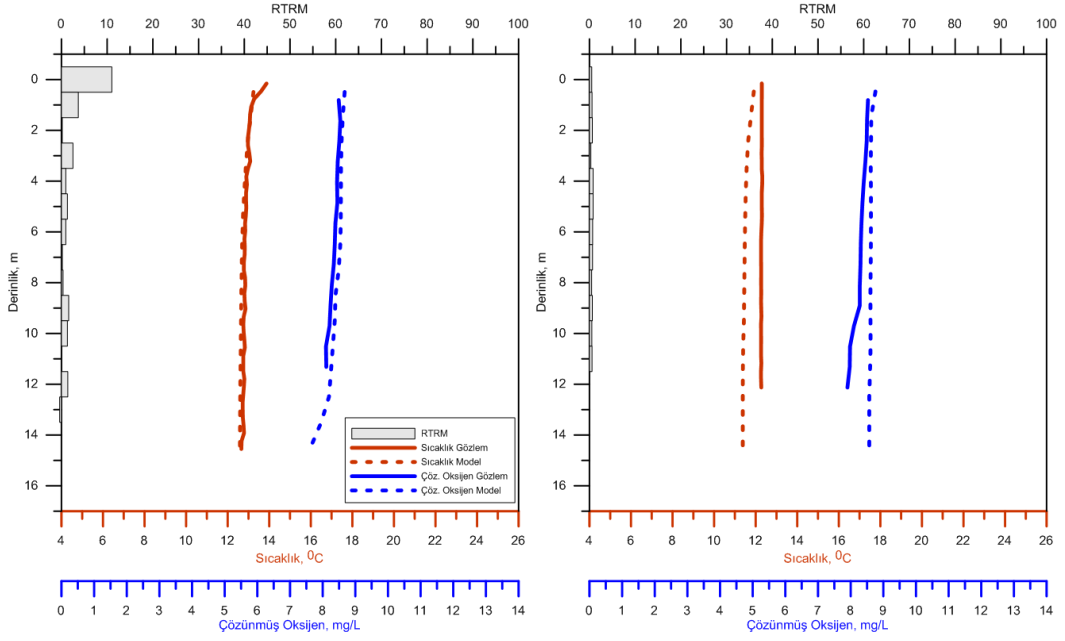 RTRM
0 10 20 30 40 50 60 70 80 90 100
0
2
4
6
8
10
12
14
16
Derinlik, m
RTRM
Sıcaklık Gözlem
Sıcaklık Model
Çöz. Oksijen Gözlem
Çöz. Oksijen Model
4 6 8 10 12 14 16 18 20 22 24 26
Sıcaklık, ⁰C
0 1 2 3 4 5 6 7 8 9 10 11 12 13 14
Çözünmüş Oksijen, mg/L
RTRM
0 10 20 30 40 50 60 70 80 90 100
0
2
4
6
8
10
12
14
16
Derinlik, m
4 6 8 10 12 14 16 18 20 22 24 26
Sıcaklık, ⁰C
0 1 2 3 4 5 6 7 8 9 10 11 12 13 14
Çözünmüş Oksijen, mg/L